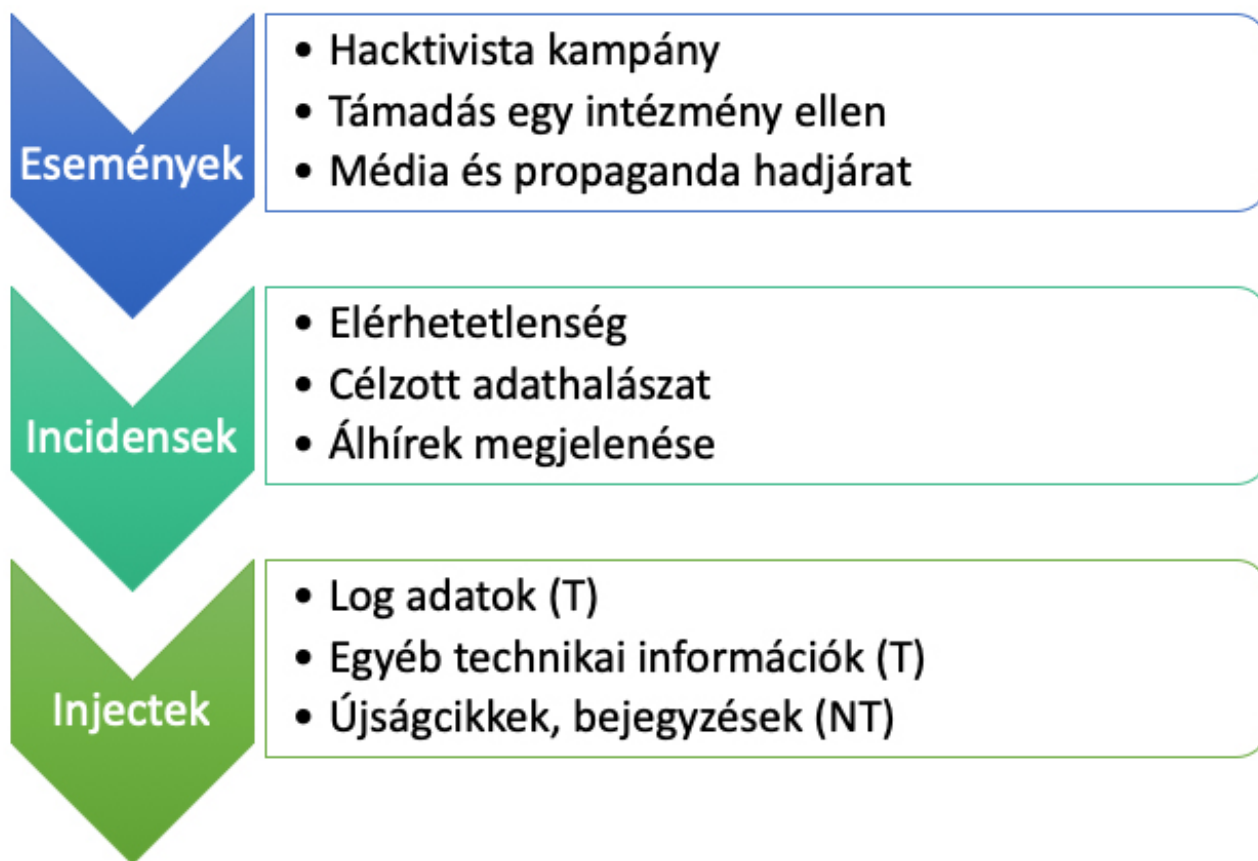 Események
• Hacktivista kampány
• Támadás egy intézmény ellen
• Média és propaganda hadjárat
Incidensek
• Elérhetetlenség
• Célzott adathalászat
• Álhírek megjelenése
Injectek
• Log adatok (T)
• Egyéb technikai információk (T)
• Újságcikkek, bejegyzések (NT)